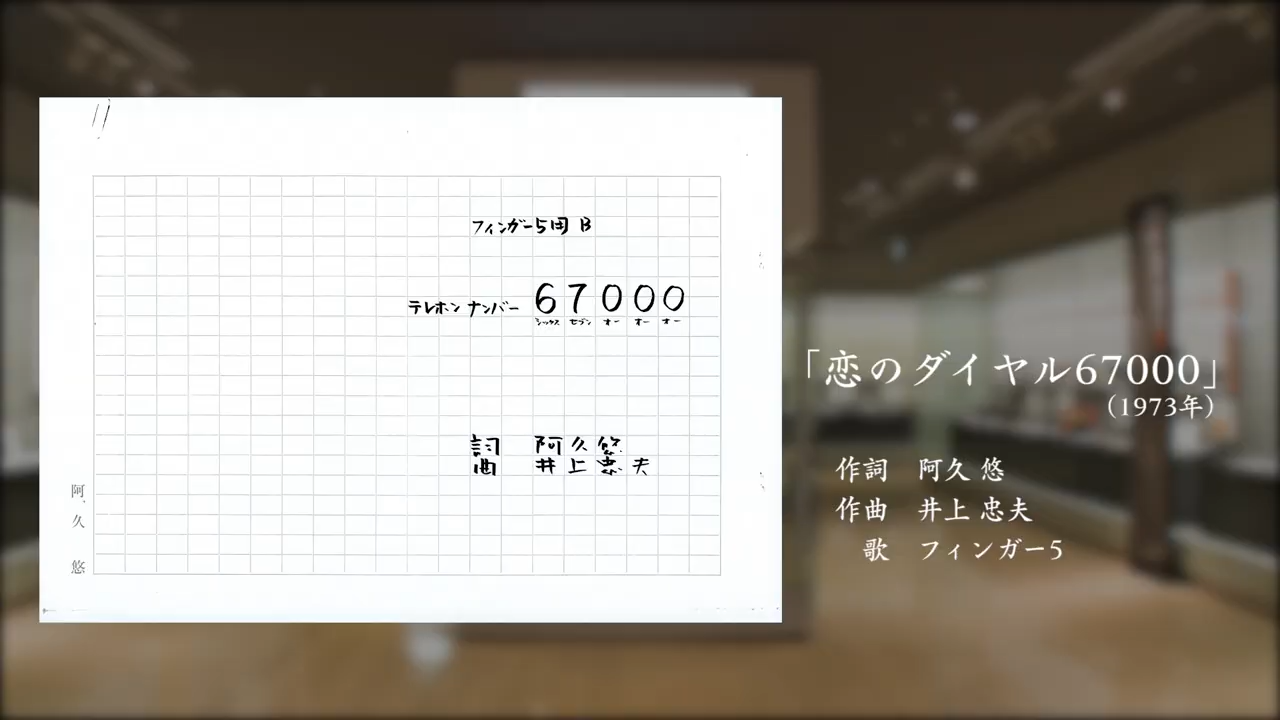 フィンガー5用 B
テレホンナンバー 67000
シックス セブン オー オー オー
詞 阿久悠
曲 井上忠夫
阿久悠
「恋のダイヤル67000」
（1973年）
作詞 阿久 悠
作曲 井上 忠夫
歌 フィンガー5